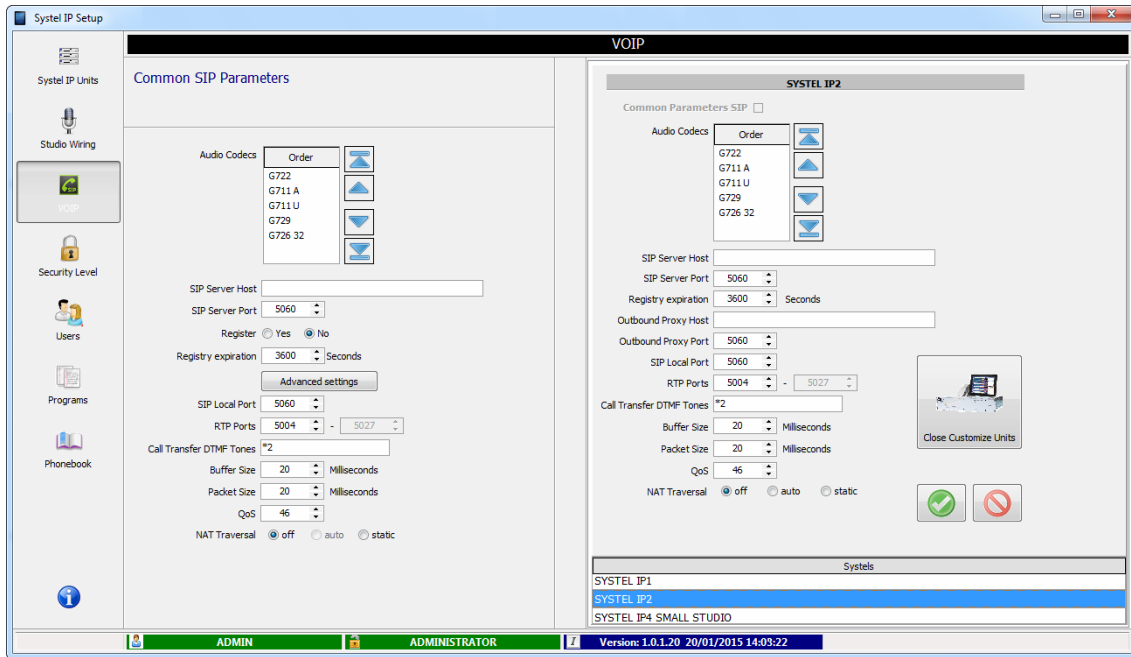 Systel IP Setup
VOIP
Systel IP Units
Studio Wiring
SIP
VOIP
Security Level
Users
Programs
Phonebook
Common SIP Parameters
Audio Codecs
Order
G722
G711 A
G711 U
G729
G726 32
SIP Server Host
SIP Server Port 5060
Register Yes No
Registry expiration 3600 Seconds
Advanced settings
SIP Local Port 5060
RTP Ports 5004 - 5027
Call Transfer DTMF Tones *2
Buffer Size 20 Milliseconds
Packet Size 20 Milliseconds
QoS 46
NAT Traversal off auto static
SYSTEL IP2
Common Parameters SIP
Audio Codecs
Order
G722
G711 A
G711 U
G729
G726 32
SIP Server Host
SIP Server Port 5060
Registry expiration 3600 Seconds
Outbound Proxy Host
Outbound Proxy Port 5060
SIP Local Port 5060
RTP Ports 5004 - 5027
Call Transfer DTMF Tones *2
Buffer Size 20 Milliseconds
Packet Size 20 Milliseconds
QoS 46
NAT Traversal off auto static
Close Customize Units
Systels
SYSTEL IP1
SYSTEL IP2
SYSTEL IP4 SMALL STUDIO
ADMIN ADMINISTRATOR I Version: 1.0.1.20 20/01/2015 14:03:22